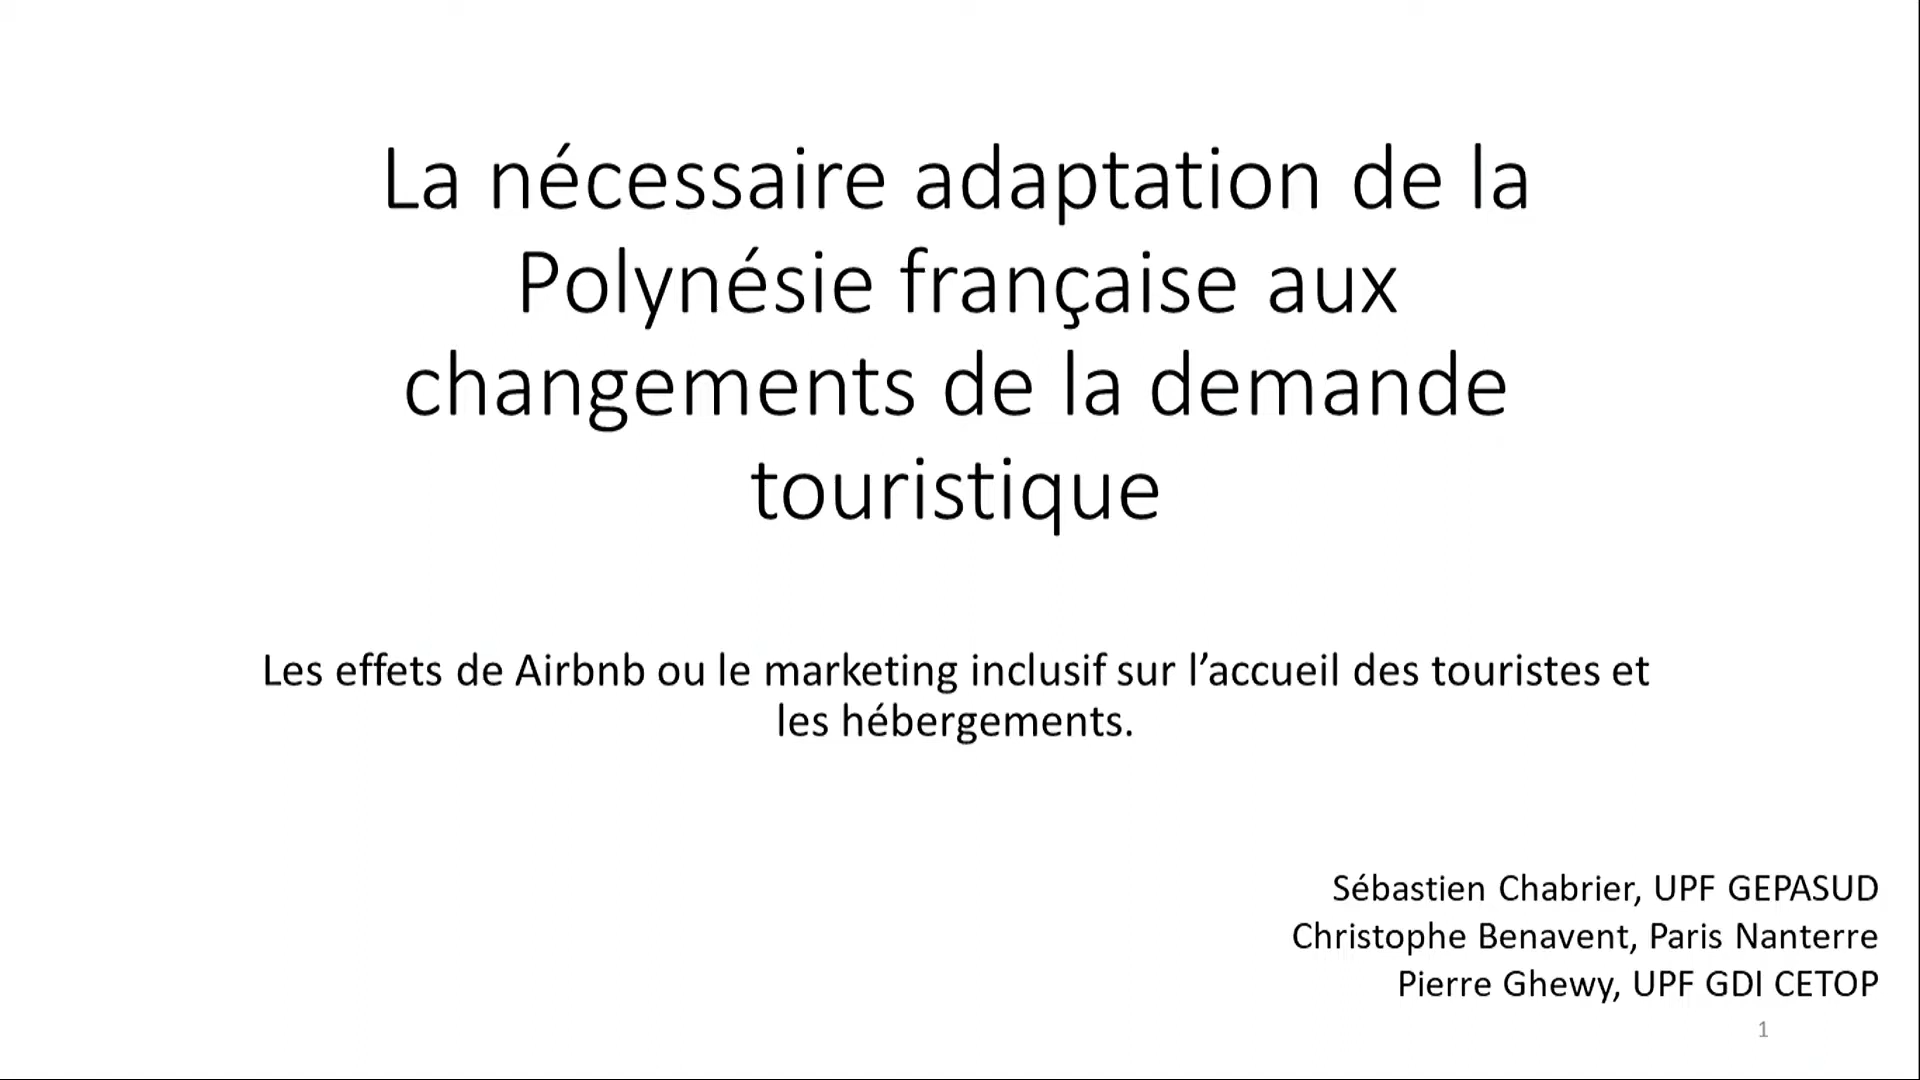 La nécessaire adaptation de la
Polynésie française aux
changements de la demande
touristique
Les effets de Airbnb ou le marketing inclusif sur l’accueil des touristes et
les hébergements.
Sébastien Chabrier, UPF GEPASUD
Christophe Benavent, Paris Nanterre
Pierre Ghewy, UPF GDI CETOP
1